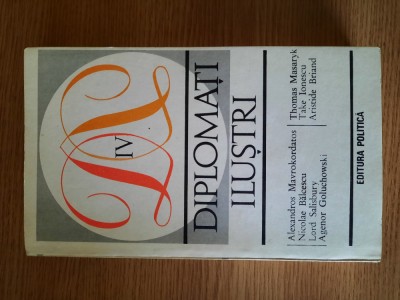 IV
DIPLOMAȚI
ILUȘTRI
Alexandros Mavrokordatos
Nicolae Bălcescu
Lord Salisbury
Agenor Goluchowski
Thomas Masaryk
Take Ionescu
Aristide Briand
EDITURA POLITICĂ